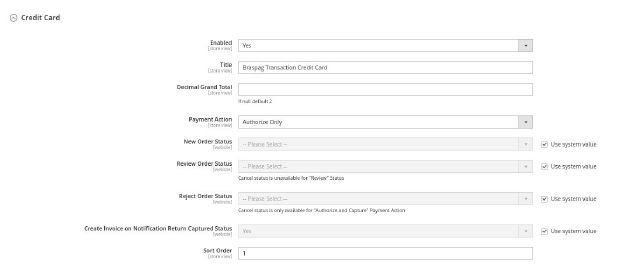 Credit Card
Enabled
[store view]
Yes
Title
[store view]
Braspag Transaction Credit Card
Decimal Grand Total
[store view]
If null default 2
Payment Action
[store view]
Authorize Only
New Order Status
[website]
-- Please Select --
Use system value
Review Order Status
[website]
-- Please Select --
Use system value
Cancel status is unavailable for "Review" Status
Reject Order Status
[website]
-- Please Select --
Use system value
Cancel status is only available for "Authorize and Capture" Payment Action
Create Invoice on Notification Return Captured Status
[website]
Yes
Use system value
Sort Order
[store view]
1